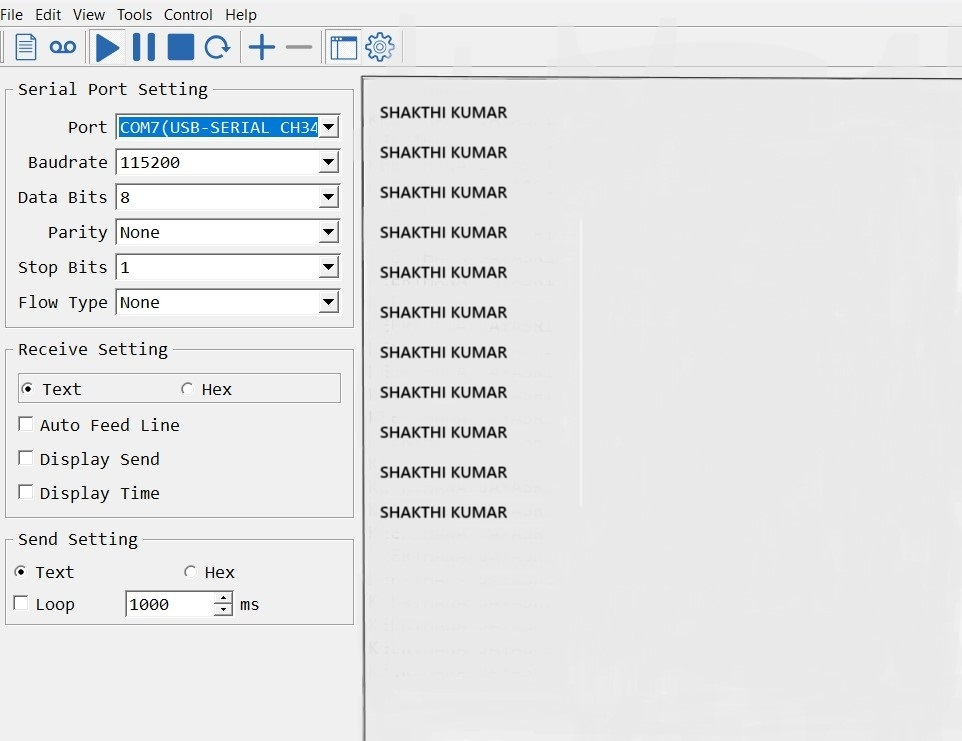 File Edit View Tools Control Help
Serial Port Setting
Port COM7(USB-SERIAL CH34
Baudrate 115200
Data Bits 8
Parity None
Stop Bits 1
Flow Type None
Receive Setting
Text Hex
Auto Feed Line
Display Send
Display Time
Send Setting
Text Hex
Loop 1000 ms
SHAKTHI KUMAR
SHAKTHI KUMAR
SHAKTHI KUMAR
SHAKTHI KUMAR
SHAKTHI KUMAR
SHAKTHI KUMAR
SHAKTHI KUMAR
SHAKTHI KUMAR
SHAKTHI KUMAR
SHAKTHI KUMAR
SHAKTHI KUMAR